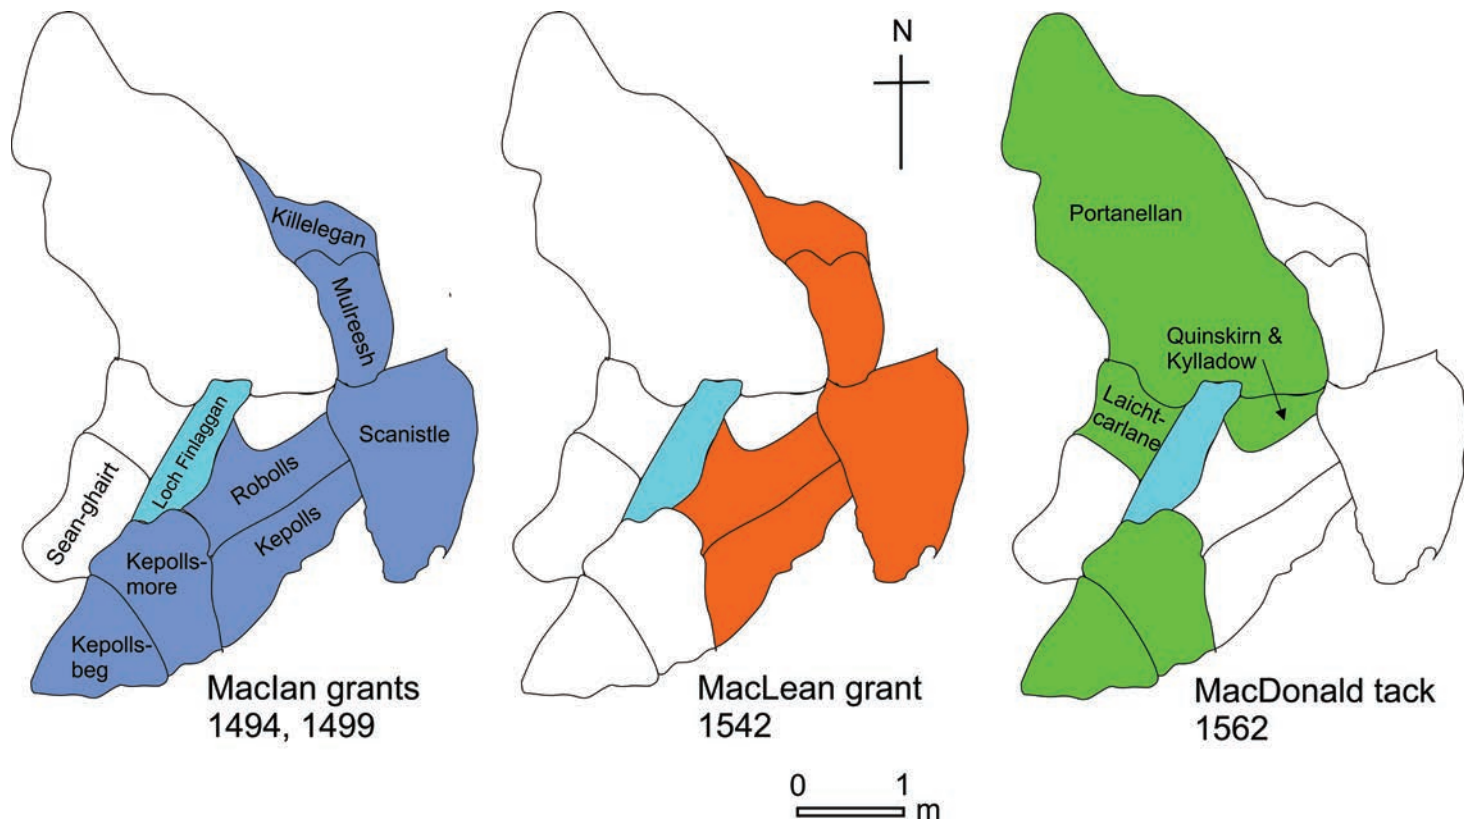 N
Killelegan
Mulreesh
Scanistle
Loch Finlaggan
Robolls
Kepolls
Sean-ghairt
Kepolls-
more
Kepolls-
beg
MacIan grants
1494, 1499
MacLean grant
1542
Portanellan
Quinskirn &
Kylladow
Laicht-
carlane
MacDonald tack
1562
0 1
m